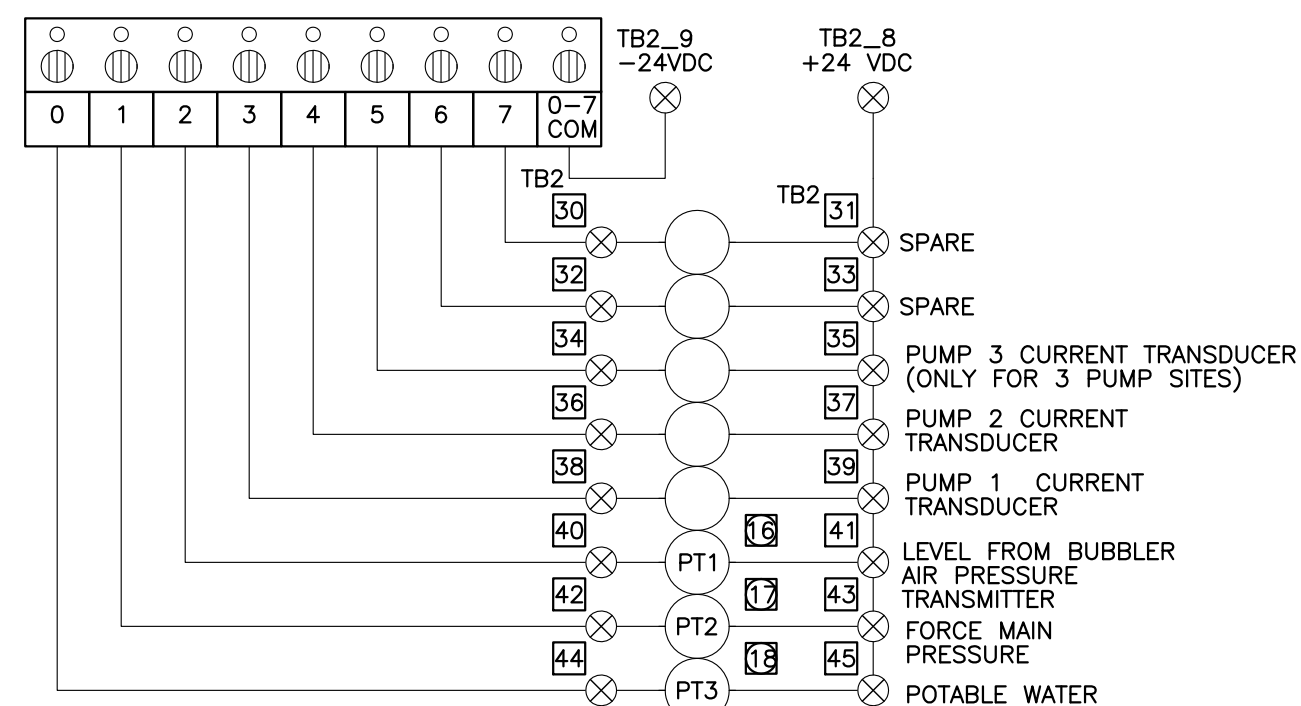 TB2_9
-24VDC
TB2_8
+24 VDC
0 1 2 3 4 5 6 7 0-7
COM
TB2
30
TB2
31
SPARE
32
33
SPARE
34
35
PUMP 3 CURRENT TRANSDUCER
(ONLY FOR 3 PUMP SITES)
36
37
PUMP 2 CURRENT
TRANSDUCER
38
39
PUMP 1 CURRENT
TRANSDUCER
40
16
41
PT1
LEVEL FROM BUBBLER
AIR PRESSURE
TRANSMITTER
42
17
43
PT2
FORCE MAIN
PRESSURE
44
18
45
PT3
POTABLE WATER